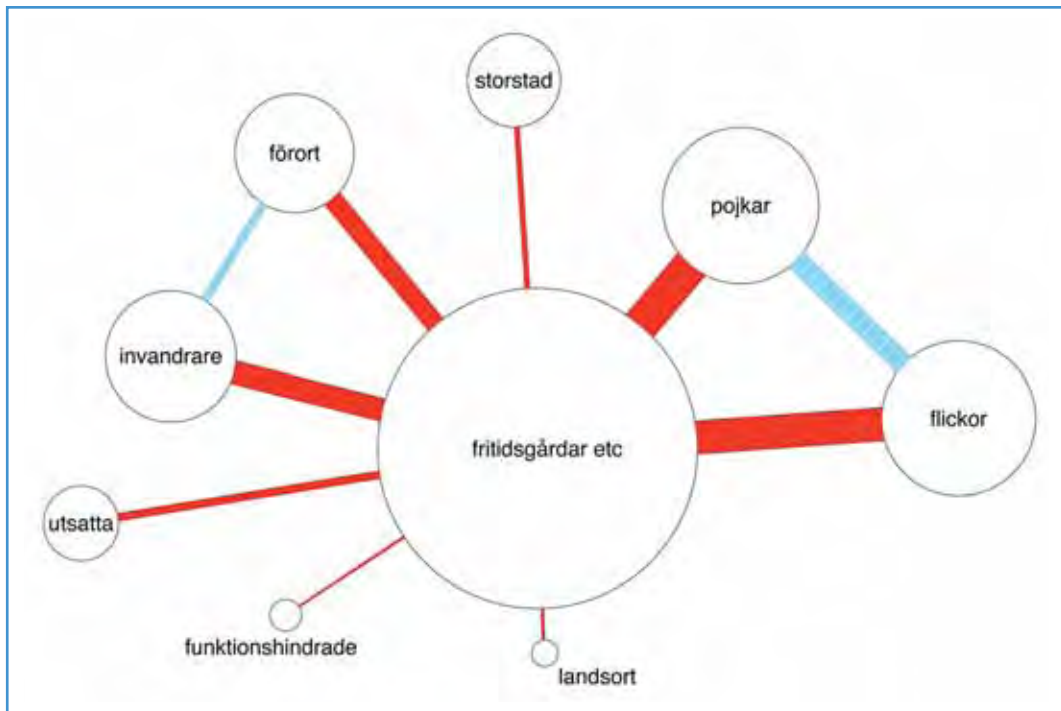 storstad
förort
pojkar
invandrare
flickor
fritidsgårdar etc
utsatta
funktionshindrade
landsort